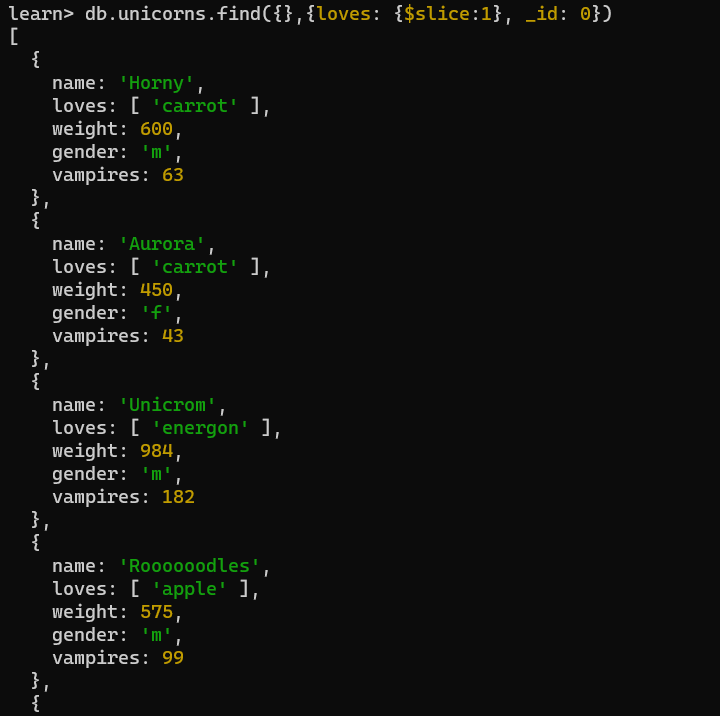 learn> db.unicorns.find({},{loves: {$slice:1}, _id: 0})
[
  {
    name: 'Horny',
    loves: [ 'carrot' ],
    weight: 600,
    gender: 'm',
    vampires: 63
  },
  {
    name: 'Aurora',
    loves: [ 'carrot' ],
    weight: 450,
    gender: 'f',
    vampires: 43
  },
  {
    name: 'Unicrom',
    loves: [ 'energon' ],
    weight: 984,
    gender: 'm',
    vampires: 182
  },
  {
    name: 'Roooooodles',
    loves: [ 'apple' ],
    weight: 575,
    gender: 'm',
    vampires: 99
  },
  {